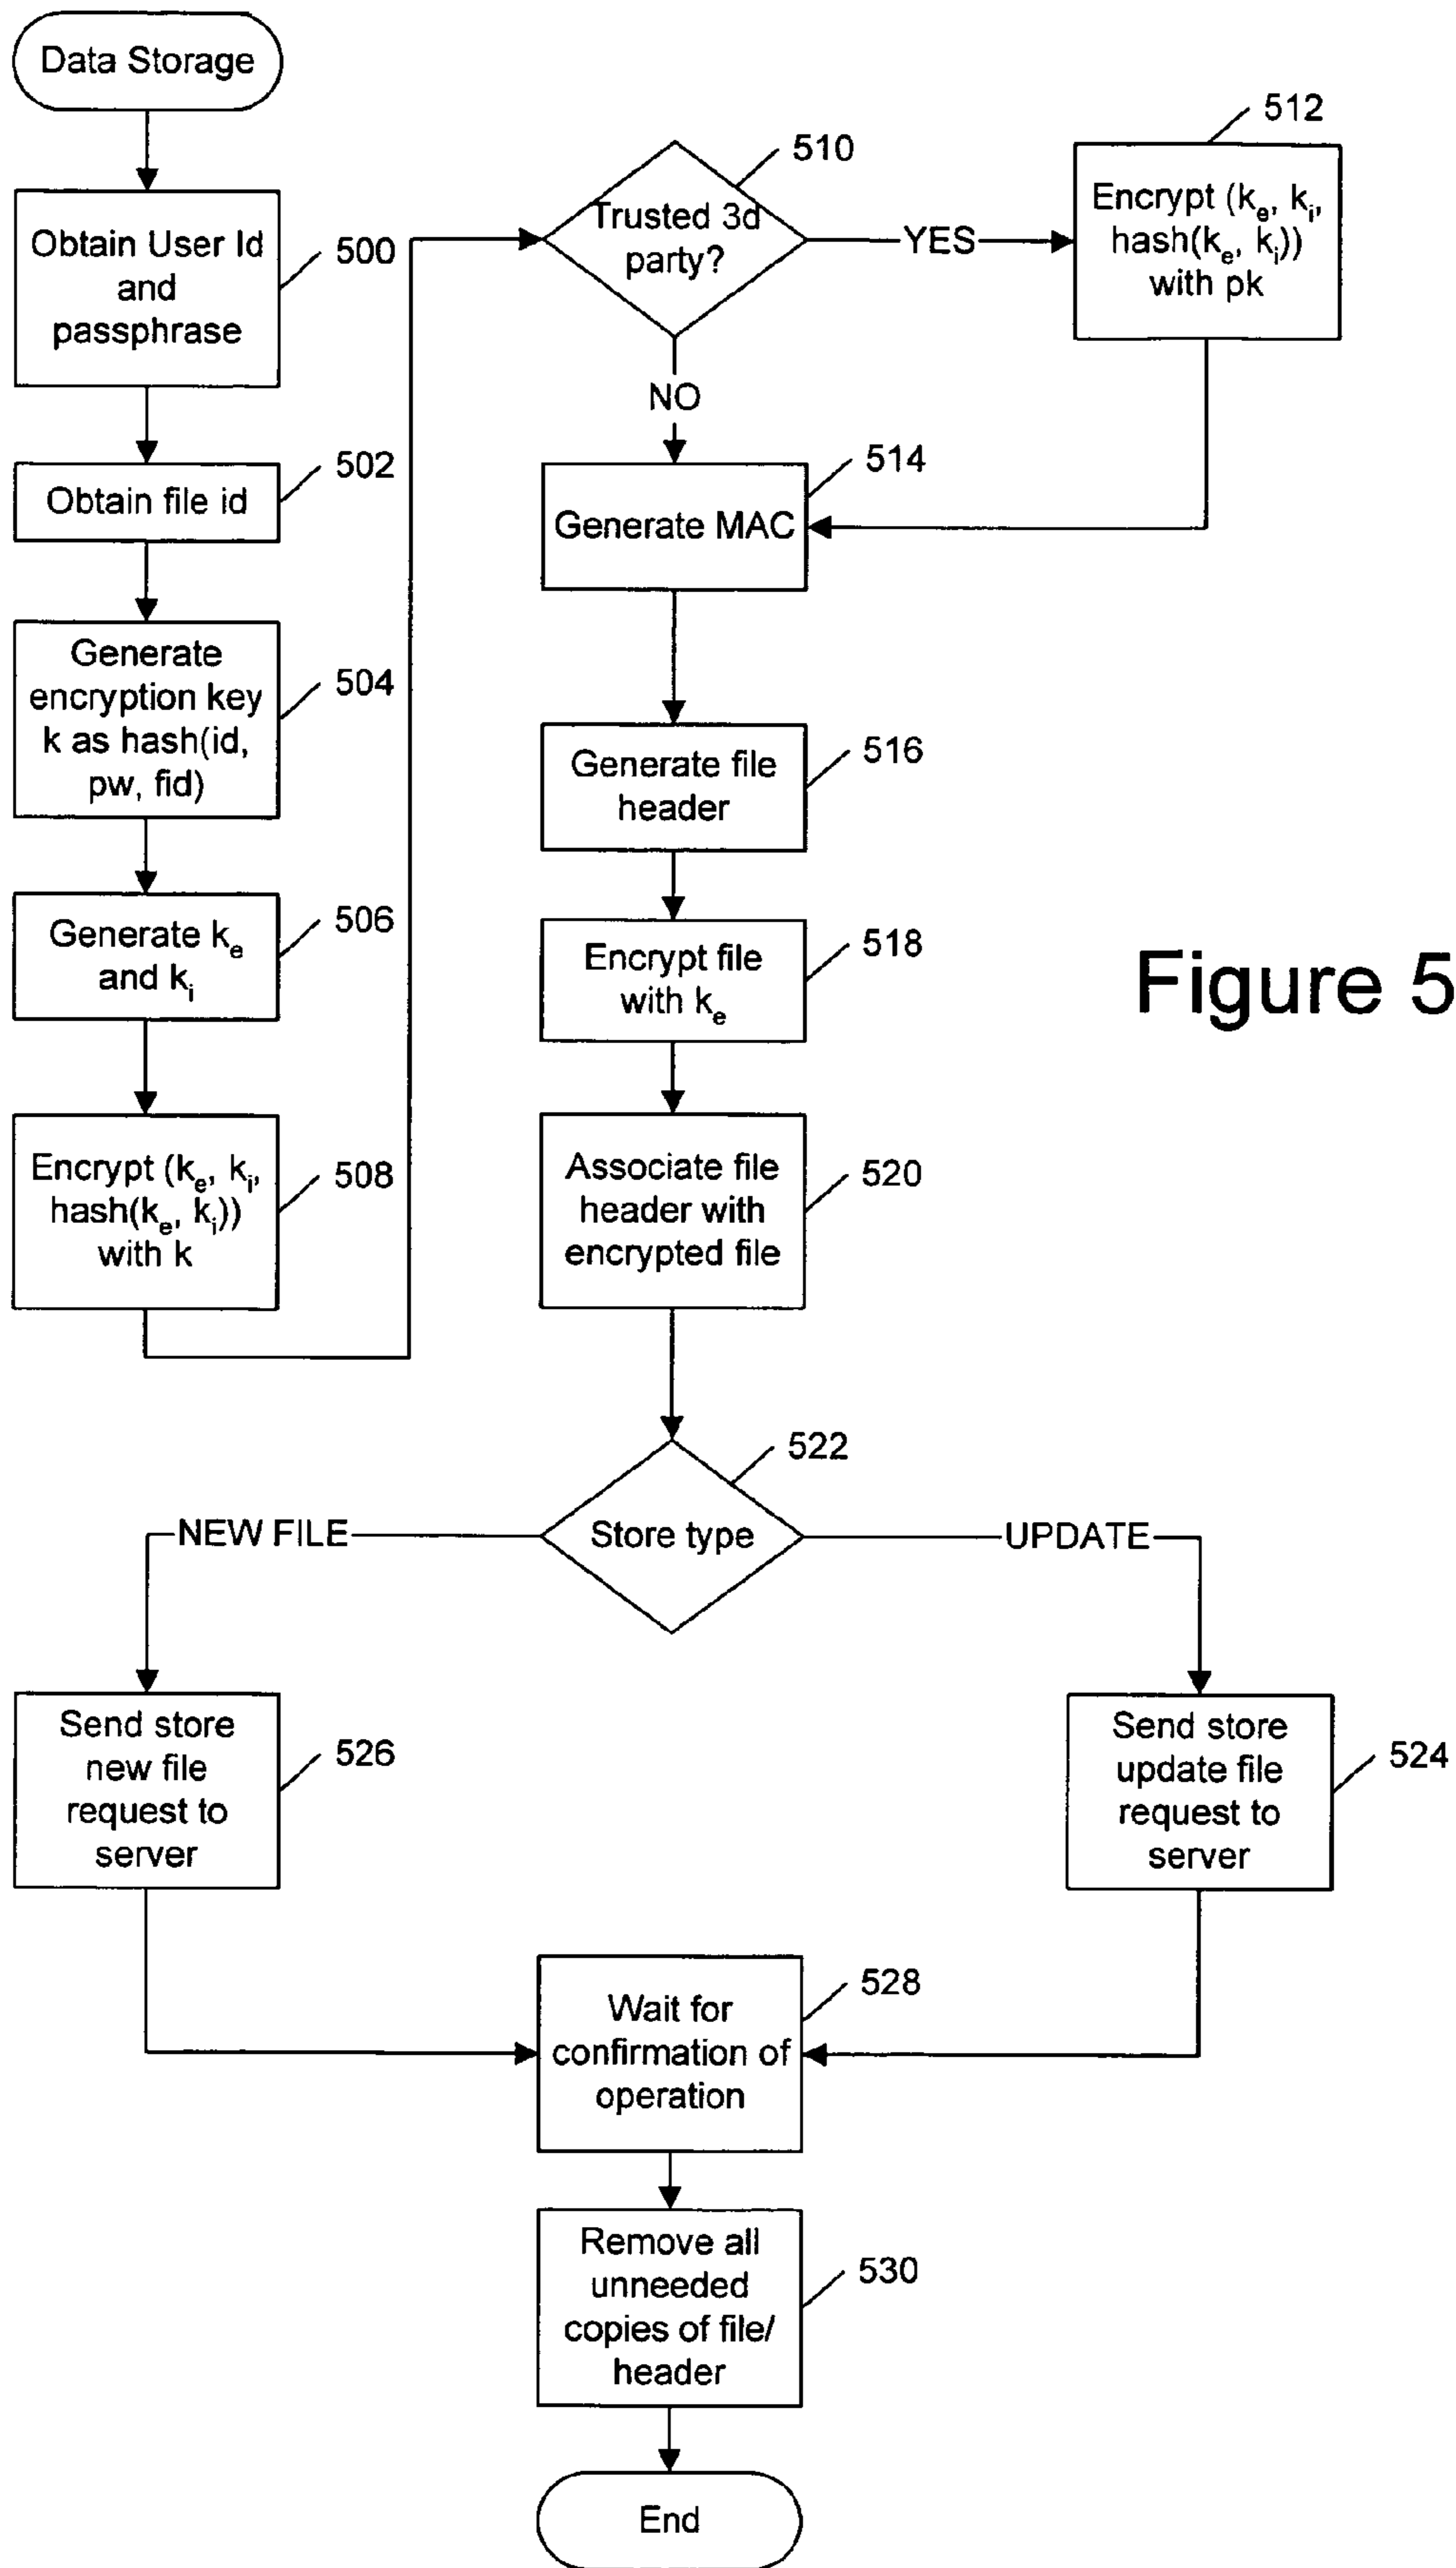 Data Storage
Obtain User Id
and
passphrase
500
Obtain file id
502
Generate
encryption key
k as hash(id,
pw, fid)
504
Generate kₑ
and kᵢ
506
Encrypt (kₑ, kᵢ,
hash(kₑ, kᵢ))
with k
508
Trusted 3d
party?
510
YES
NO
Encrypt (kₑ, kᵢ,
hash(kₑ, kᵢ))
with pk
512
Generate MAC
514
Generate file
header
516
Encrypt file
with kₑ
518
Associate file
header with
encrypted file
520
Figure 5
Store type
522
NEW FILE
UPDATE
Send store
new file
request to
server
526
Send store
update file
request to
server
524
Wait for
confirmation of
operation
528
Remove all
unneeded
copies of file/
header
530
End